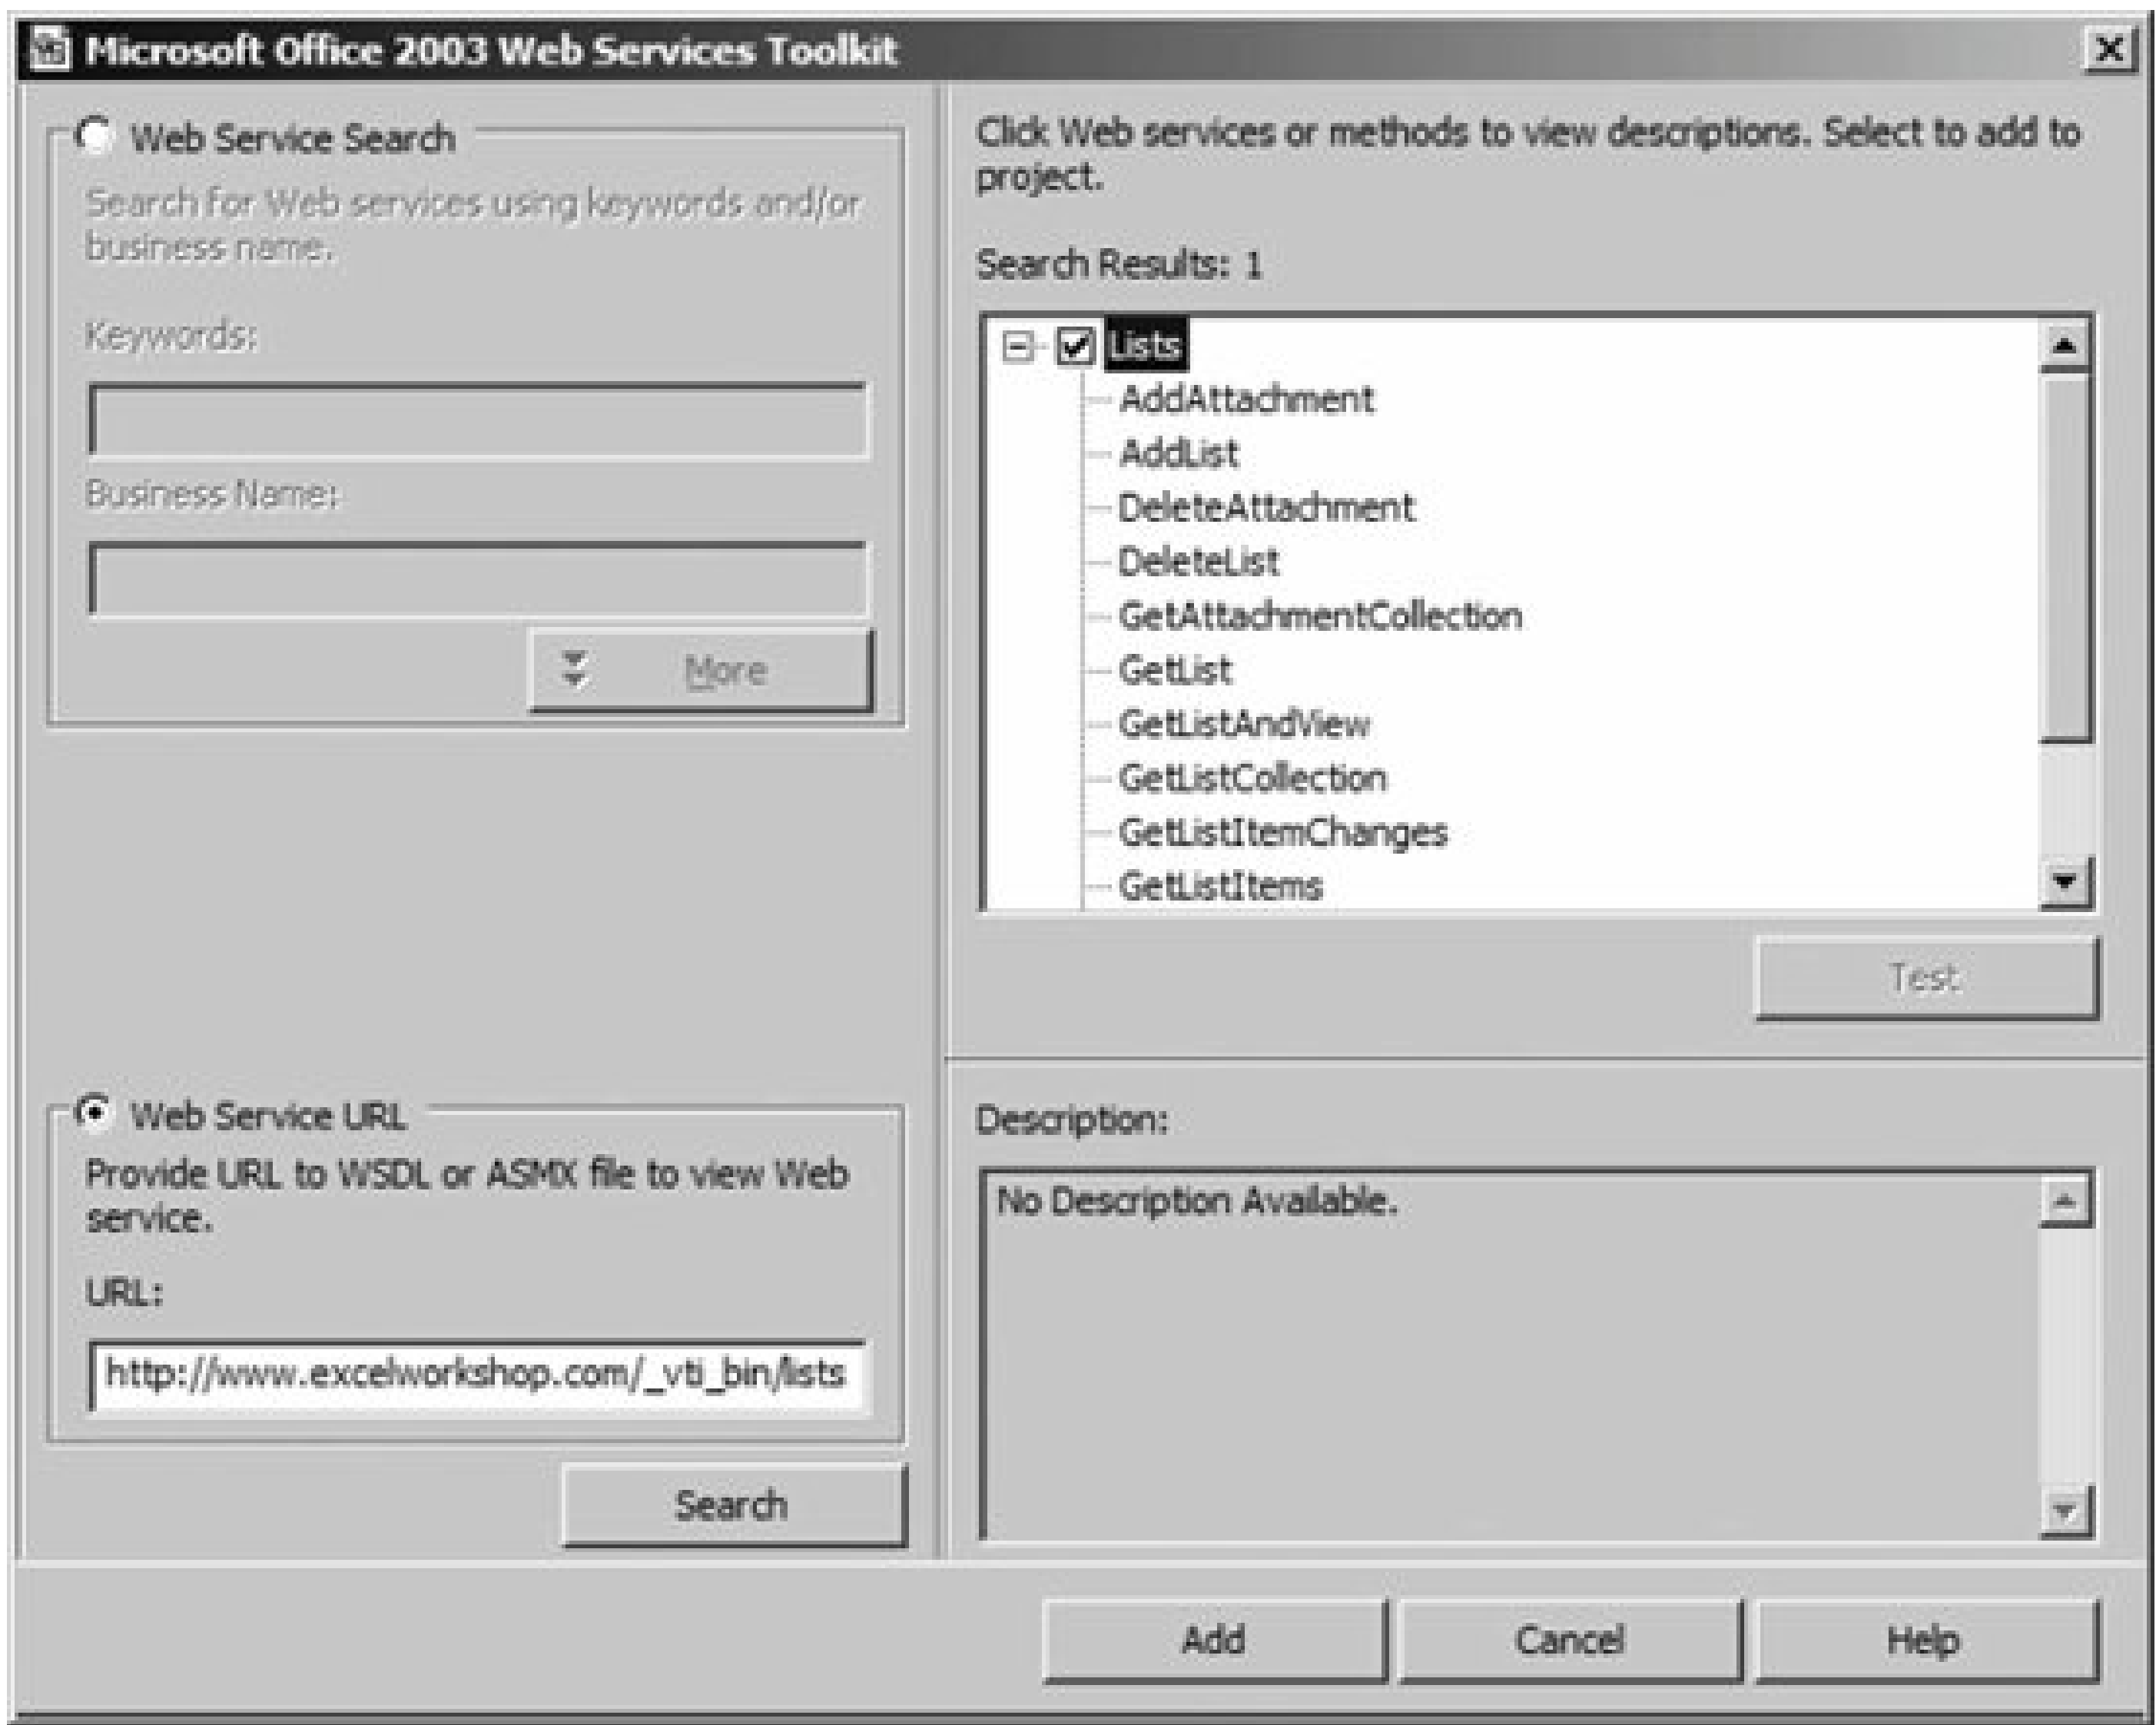 Microsoft Office 2003 Web Services Toolkit
Web Service Search
Search for Web services using keywords and/or
business name.
Keywords:
Business Name:
More
Web Service URL
Provide URL to WSDL or ASMX file to view Web
service.
URL:
http://www.excelworkshop.com/_vti_bin/lists
Search
Click Web services or methods to view descriptions. Select to add to
project.
Search Results: 1
Lists
AddAttachment
AddList
DeleteAttachment
DeleteList
GetAttachmentCollection
GetList
GetListAndView
GetListCollection
GetListItemChanges
GetListItems
Test
Description:
No Description Available.
Add
Cancel
Help